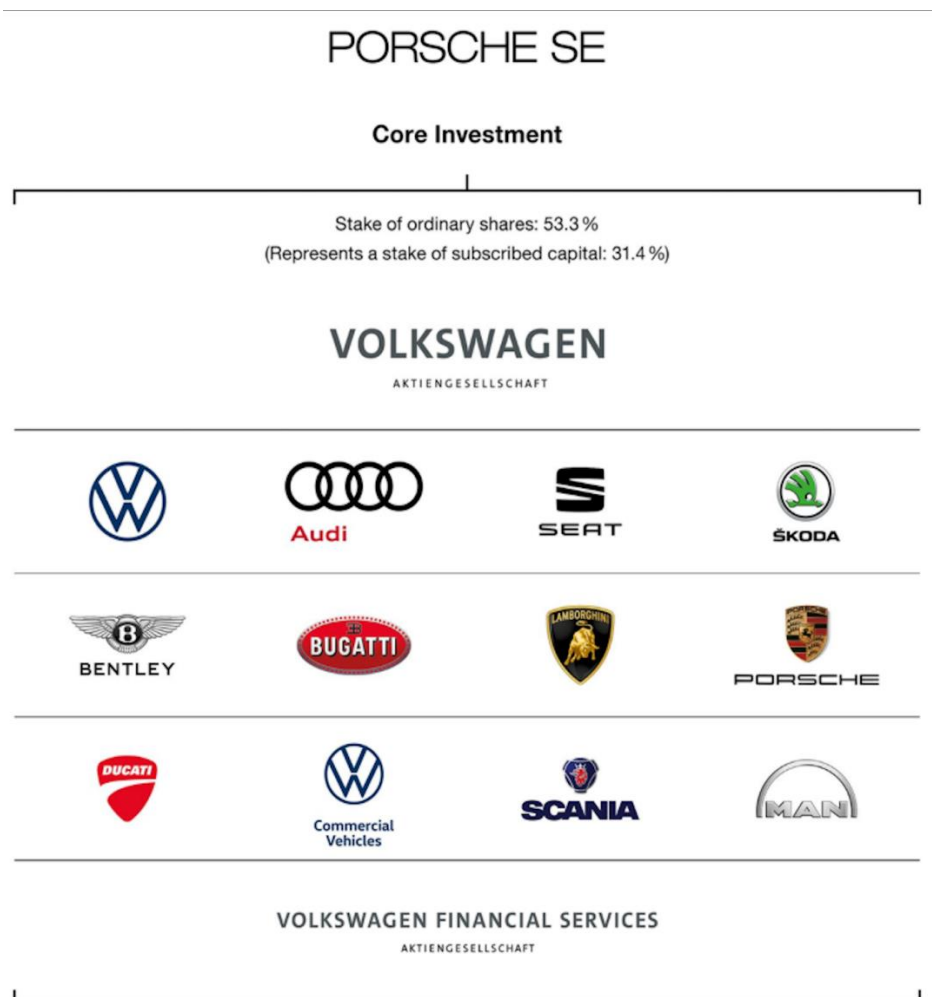 PORSCHE SE
Core Investment
Stake of ordinary shares: 53.3 %
(Represents a stake of subscribed capital: 31.4 %)
VOLKSWAGEN
AKTIENGESELLSCHAFT
Audi
SEAT
ŠKODA
B
BENTLEY
BUGATTI
LAMBORGHINI
PORSCHE
PORSCHE
DUCATI
Commercial
Vehicles
SCANIA
MAN
VOLKSWAGEN FINANCIAL SERVICES
AKTIENGESELLSCHAFT